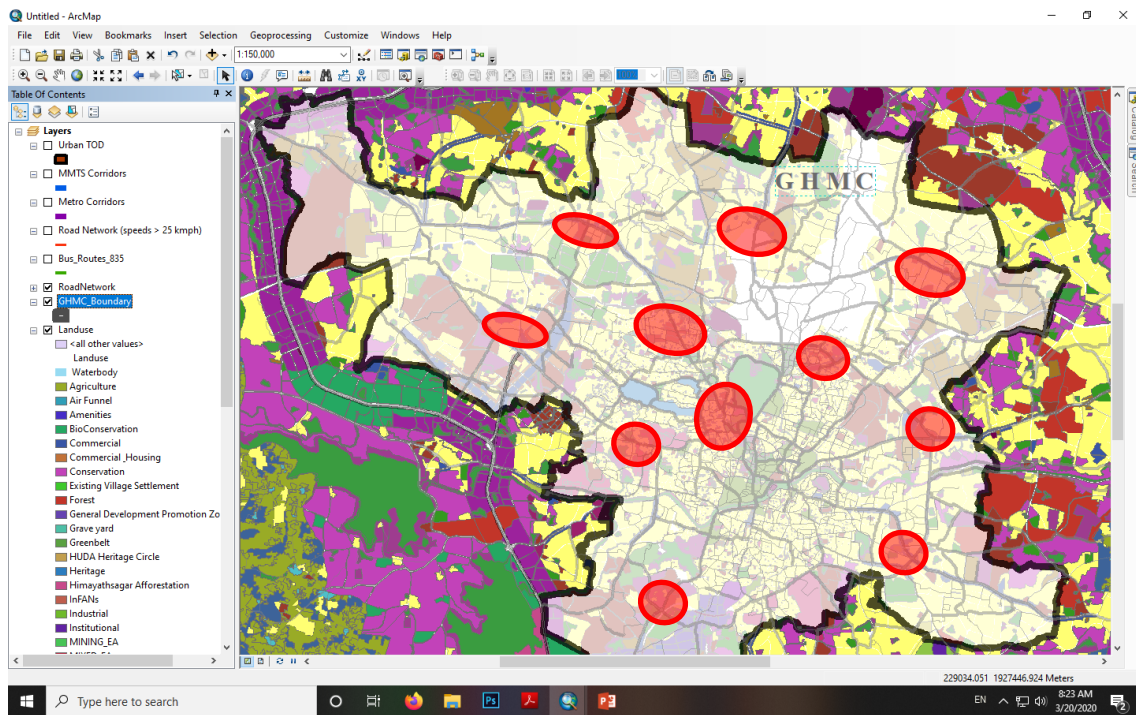 Untitled - ArcMap
File Edit View Bookmarks Insert Selection Geoprocessing Customize Windows Help
1:150,000
Table Of Contents
Layers
Urban TOD
MMTS Corridors
Metro Corridors
Road Network (speeds > 25 kmph)
Bus_Routes_835
RoadNetwork
GHMC_Boundary
Landuse
<all other values>
Landuse
Waterbody
Agriculture
Air Funnel
Amenities
BioConservation
Commercial
Commercial_Housing
Conservation
Existing Village Settlement
Forest
General Development Promotion Zo
Grave yard
Greenbelt
HUDA Heritage Circle
Heritage
Himayathsagar Afforestation
InFANs
Industrial
Institutional
MINING_EA
GHMC
Catalog
229034.051 1927446.924 Meters
Type here to search
Ps
EN
8:23 AM
3/20/2020
2